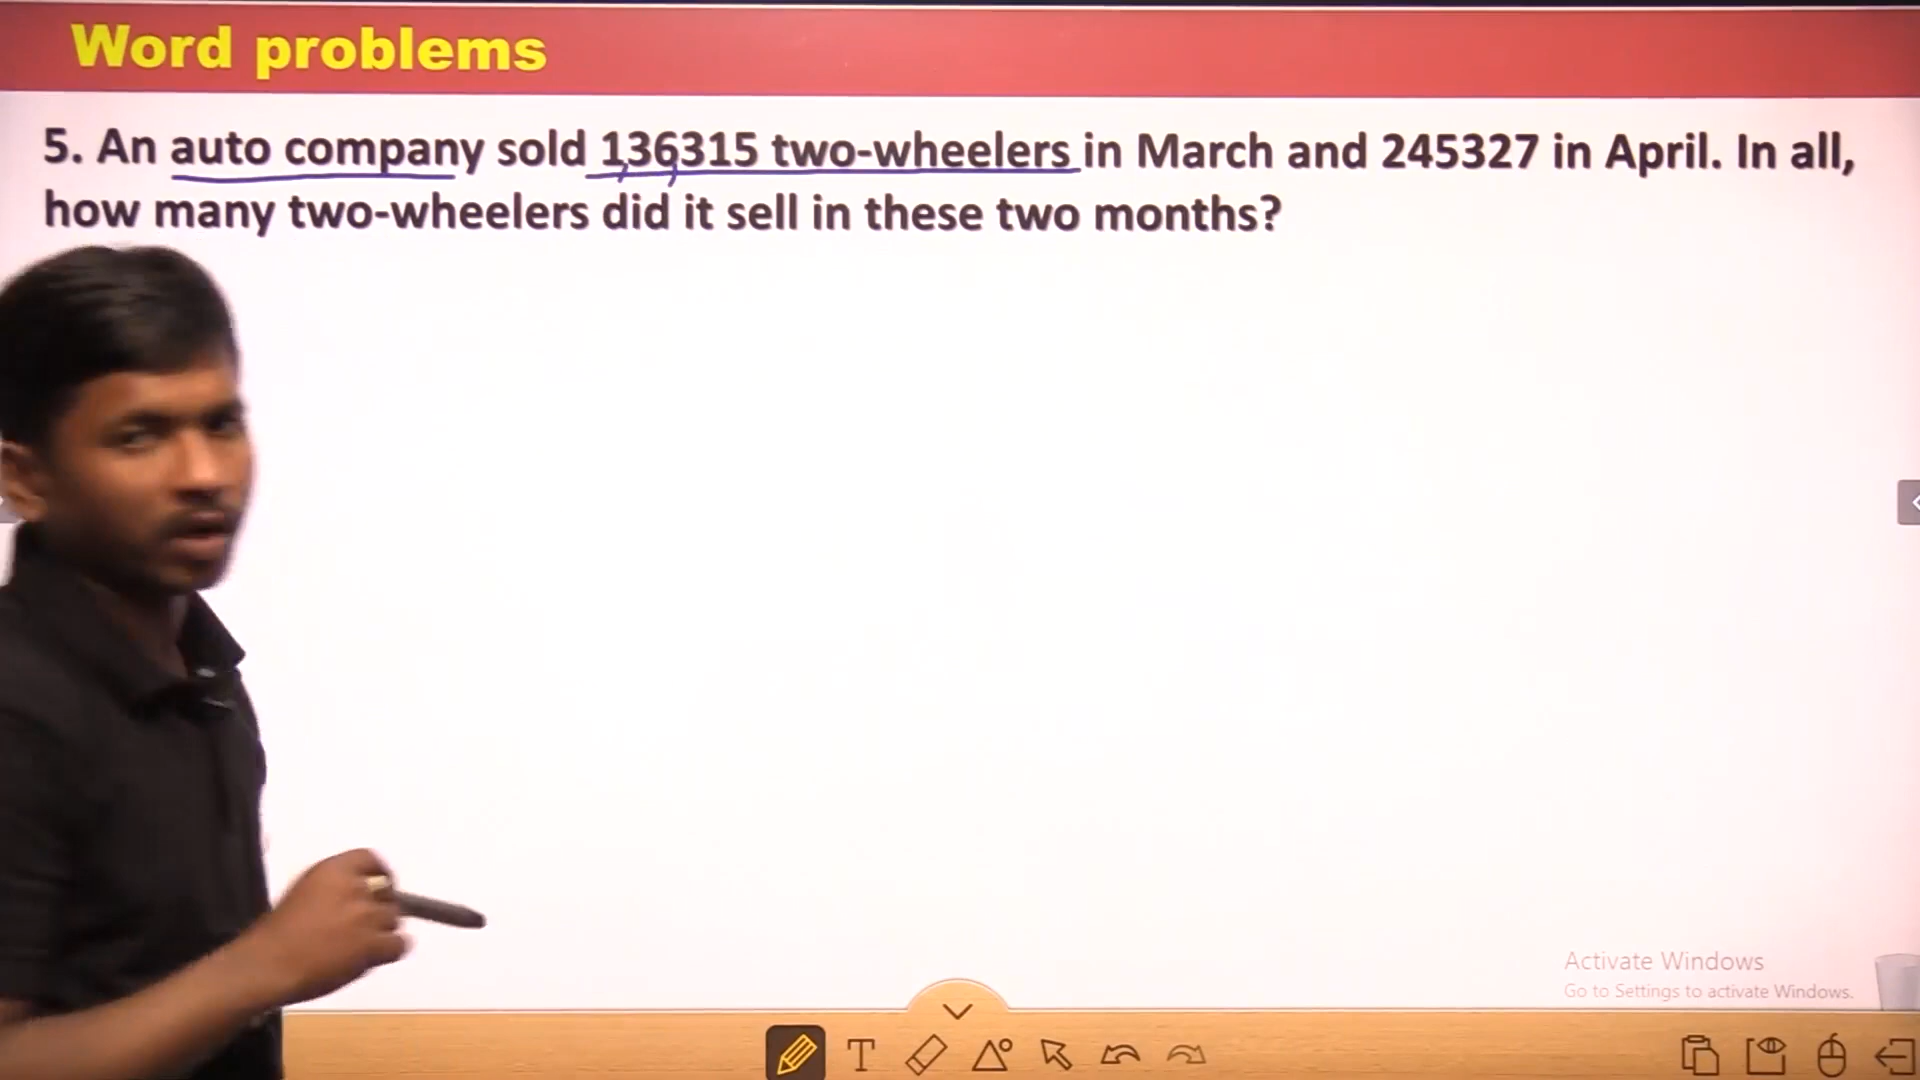 Word problems
5. An auto company sold 136315 two-wheelers in March and 245327 in April. In all,
how many two-wheelers did it sell in these two months?
Activate Windows
Go to Settings to activate Windows.
T